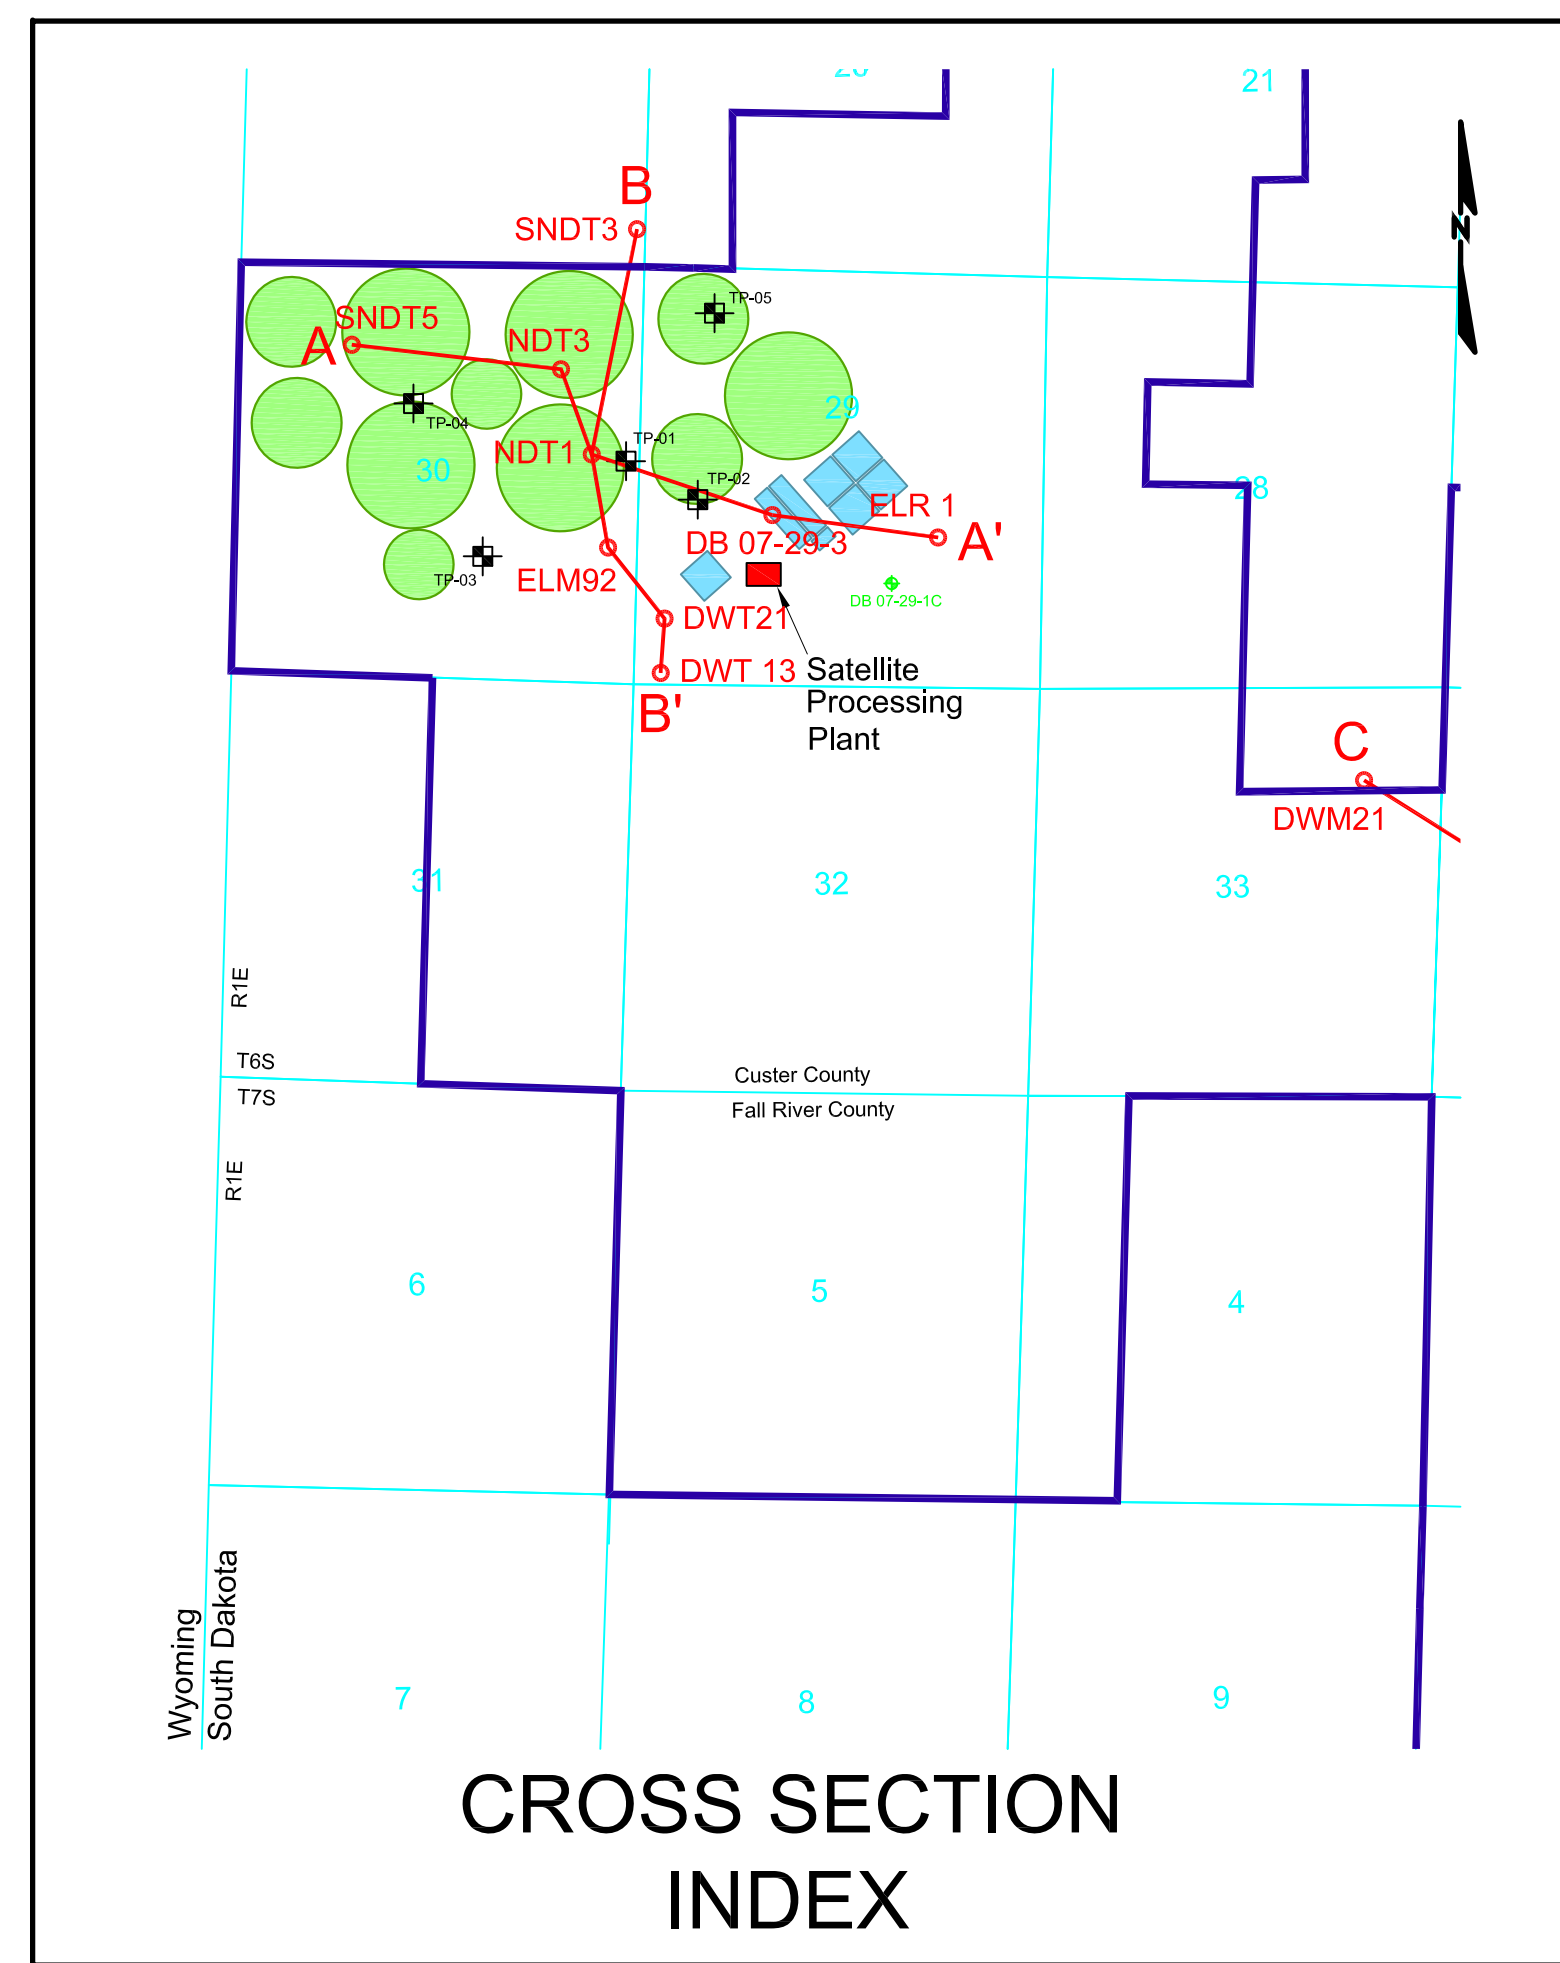 21
N
B
SNDT3
TP-05
SNDT5
A
NDT3
29
TP-04
TP-01
NDT1
30
TP-02
28
ELR 1
DB 07-29-3
A'
TP-03
ELM92
DB 07-29-1C
DWT21
DWT 13
Satellite
Processing
Plant
B'
C
DWM21
31
32
33
R1E
T6S
Custer County
T7S
Fall River County
R1E
6
5
4
Wyoming
South Dakota
7
8
9
CROSS SECTION
INDEX